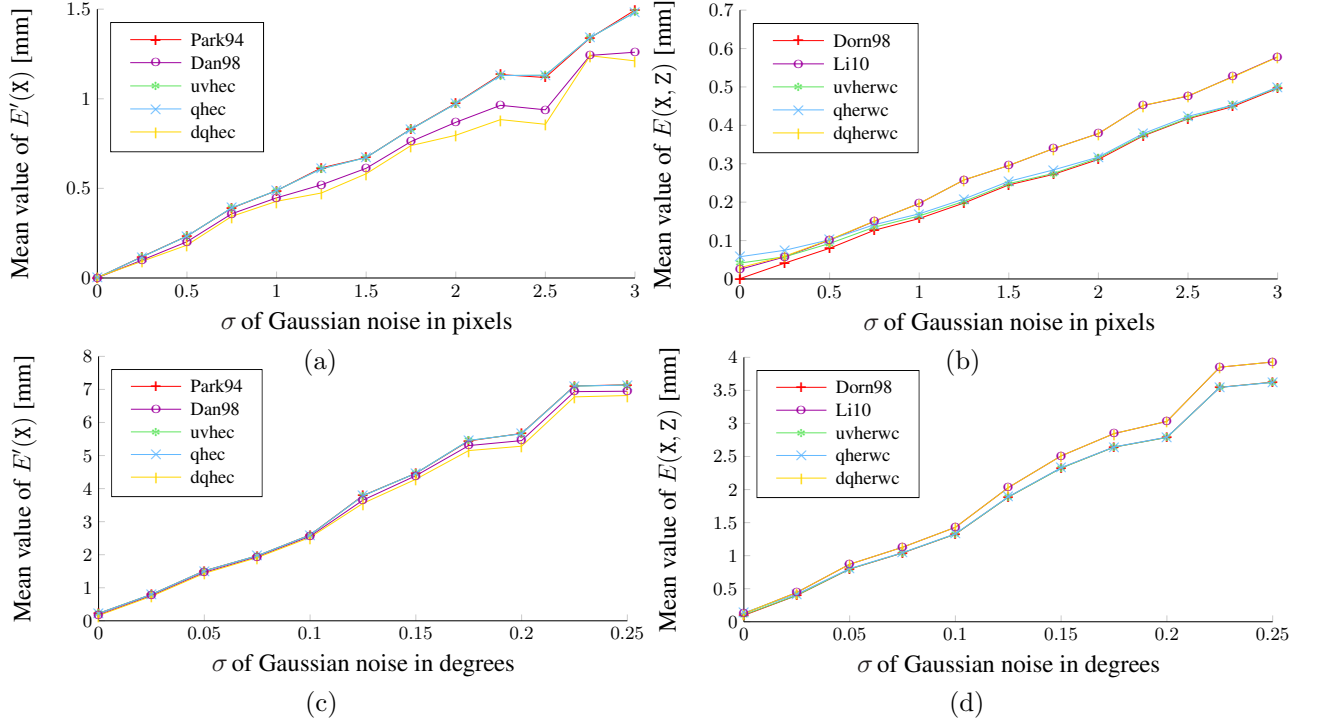 Mean value of E′(X) [mm]
1.5
1
0.5
0
Park94
Dan98
uvhec
qhec
dqhec
0 0.5 1 1.5 2 2.5 3
σ of Gaussian noise in pixels
(a)
Mean value of E(X, Z) [mm]
0.7
0.6
0.5
0.4
0.3
0.2
0.1
0
Dorn98
Li10
uvherwc
qherwc
dqherwc
0 0.5 1 1.5 2 2.5 3
σ of Gaussian noise in pixels
(b)
Mean value of E′(X) [mm]
8
7
6
5
4
3
2
1
0
Park94
Dan98
uvhec
qhec
dqhec
0 0.05 0.1 0.15 0.2 0.25
σ of Gaussian noise in degrees
(c)
Mean value of E(X, Z) [mm]
4
3.5
3
2.5
2
1.5
1
0.5
0
Dorn98
Li10
uvherwc
qherwc
dqherwc
0 0.05 0.1 0.15 0.2 0.25
σ of Gaussian noise in degrees
(d)